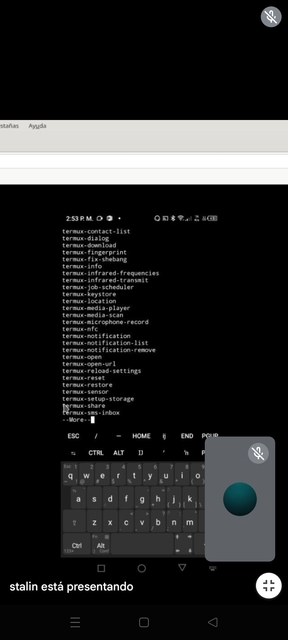 stañas Ayuda
2:53 P. M.
termux-contact-list
termux-dialog
termux-download
termux-fingerprint
termux-fix-shebang
termux-info
termux-infrared-frequencies
termux-infrared-transmit
termux-job-scheduler
termux-keystore
termux-location
termux-media-player
termux-media-scan
termux-microphone-record
termux-nfc
termux-notification
termux-notification-list
termux-notification-remove
termux-open
termux-open-url
termux-reload-settings
termux-reset
termux-restore
termux-sensor
termux-setup-storage
termux-share
termux-sms-inbox
--More--
ESC / — HOME END PGUP
CTRL ALT
q w e r t y u i o p
a s d f g h j k
z x c v b n m
Ctrl Alt
stalin está presentando